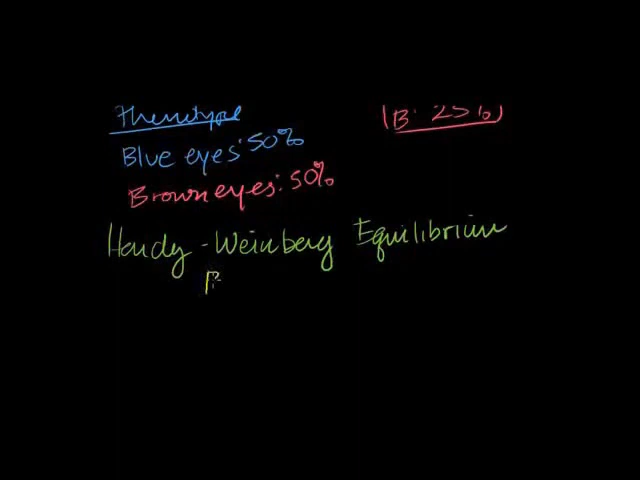 Phenotype
B: 25%
Blue eyes: 50%
Brown eyes: 50%
Hardy - Weinberg Equilibrium